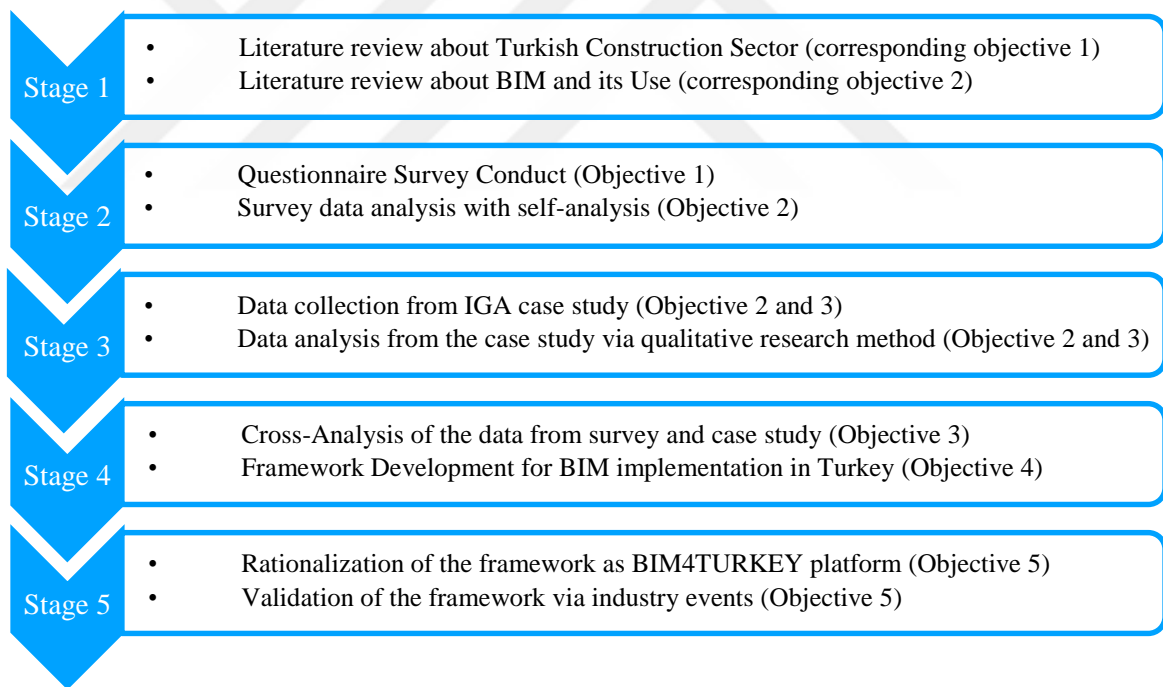 Stage 1
• Literature review about Turkish Construction Sector (corresponding objective 1)
• Literature review about BIM and its Use (corresponding objective 2)
Stage 2
• Questionnaire Survey Conduct (Objective 1)
• Survey data analysis with self-analysis (Objective 2)
Stage 3
• Data collection from IGA case study (Objective 2 and 3)
• Data analysis from the case study via qualitative research method (Objective 2 and 3)
Stage 4
• Cross-Analysis of the data from survey and case study (Objective 3)
• Framework Development for BIM implementation in Turkey (Objective 4)
Stage 5
• Rationalization of the framework as BIM4TURKEY platform (Objective 5)
• Validation of the framework via industry events (Objective 5)